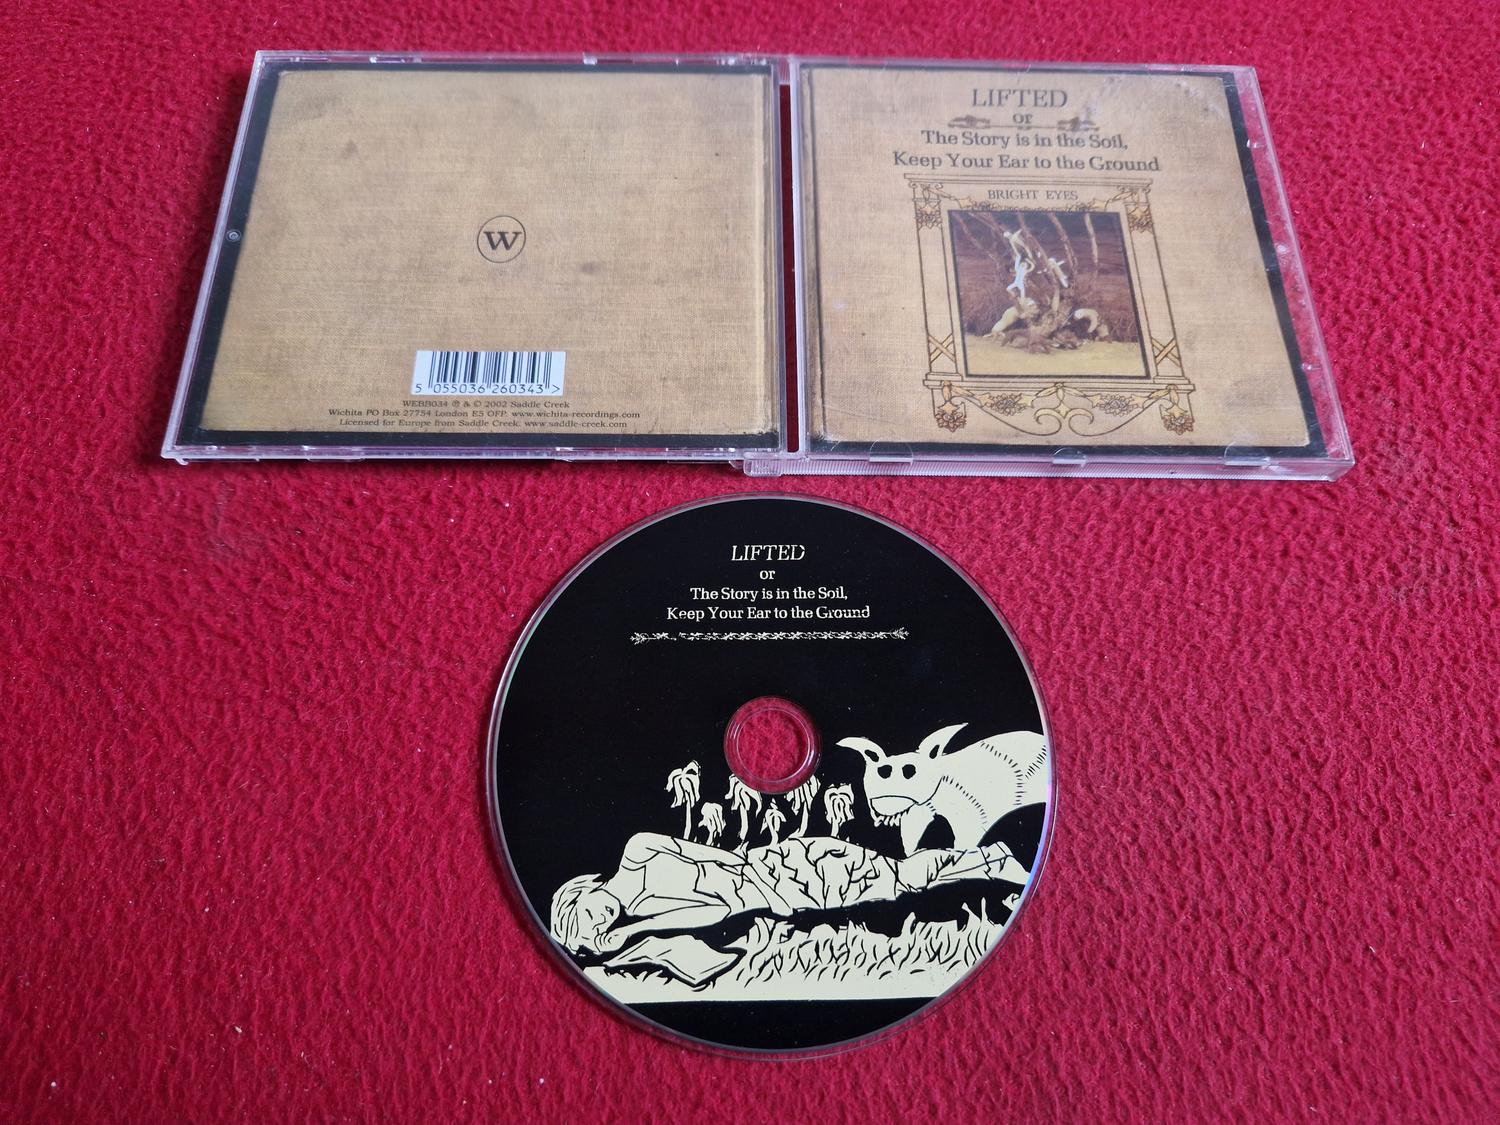 W
5 055036 260343 >
WEBB034 ℗ & © 2002 Saddle Creek
Wichita PO Box 27754 London E5 OFP. www.wichita-recordings.com
Licensed for Europe from Saddle Creek. www.saddle-creek.com
LIFTED
or
The Story is in the Soil,
Keep Your Ear to the Ground
BRIGHT EYES
LIFTED
or
The Story is in the Soil,
Keep Your Ear to the Ground